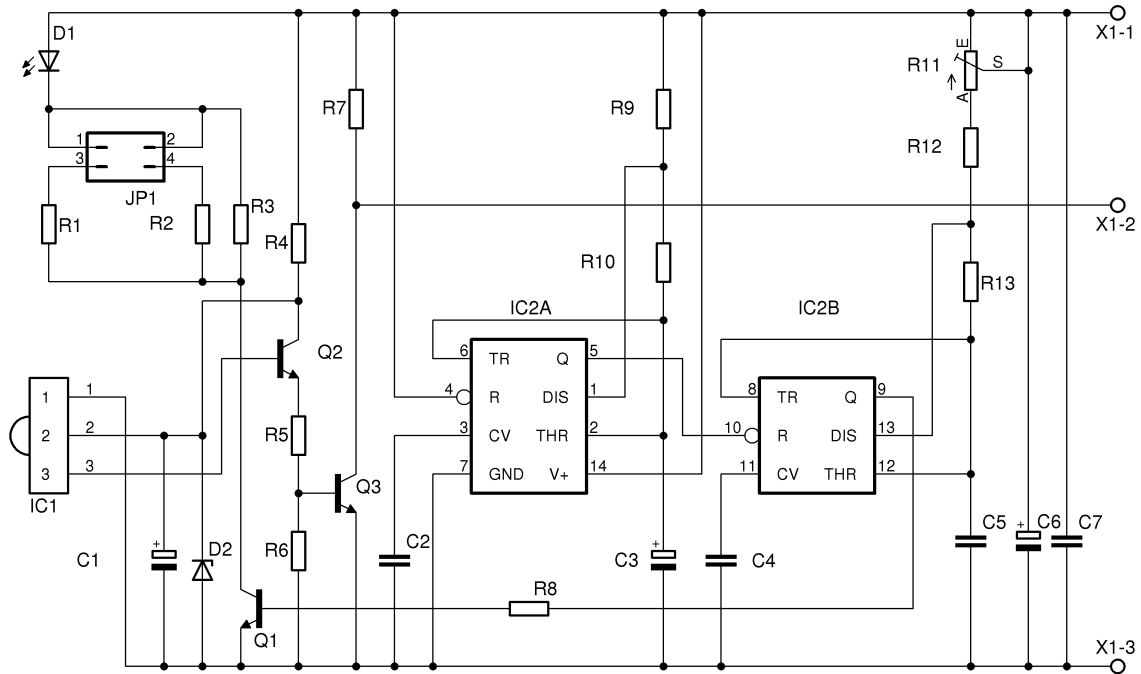 X1-1
D1
E
R11
S
A
R7
R9
1
2
3
4
JP1
R12
R1
R2
R3
R4
X1-2
R10
R13
IC2A
IC2B
Q2
6 TR Q 5
4 R DIS 1
3 CV THR 2
7 GND V+ 14
8 TR Q 9
10 R DIS 13
11 CV THR 12
1 1
2 2
3 3
IC1
R5
Q3
R6
C1
+
D2
C2
C3
+
C4
C5
+
C6
C7
R8
Q1
X1-3